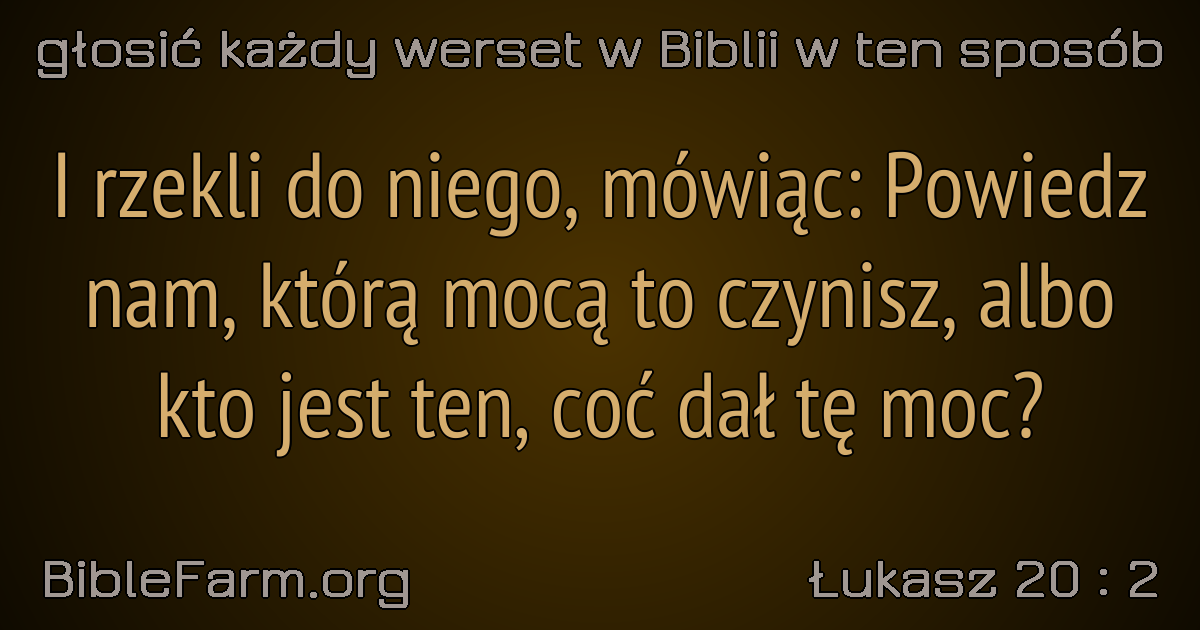 głosić każdy werset w Biblii w ten sposób
I rzekli do niego, mówiąc: Powiedz
nam, którą mocą to czynisz, albo
kto jest ten, coć dał tę moc?
BibleFarm.org
Łukasz 20 : 2